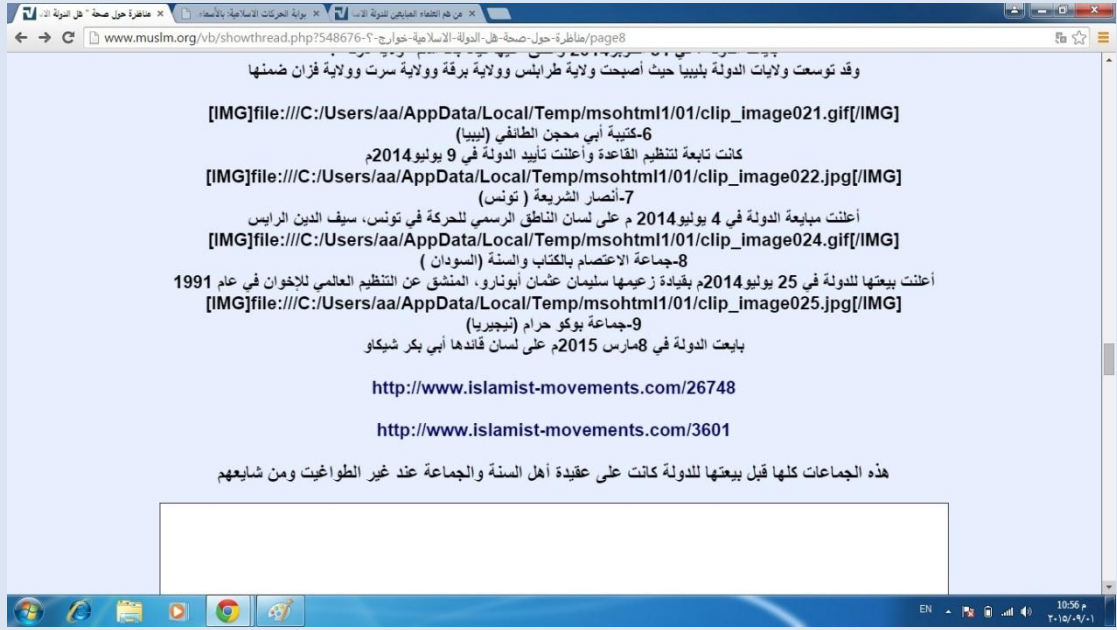 مناظرة حول صحة " هل الدولة الا..
بوابة الحركات الاسلامية: بالأسماء..
من هم العلماء المبايعين للدولة الاسـ
www.muslm.org/vb/showthread.php?548676-مناظرة-حول-صحة-هل-الدولة-الاسلامية-خوارج-؟/page8
وقد توسعت ولايات الدولة بليبيا حيث أصبحت ولاية طرابلس وولاية برقة وولاية سرت وولاية فزان ضمنها
[IMG]file:///C:/Users/aa/AppData/Local/Temp/msohtml1/01/clip_image021.gif[/IMG]
6-كتيبة أبي محجن الطائفي (ليبيا)
كانت تابعة لتنظيم القاعدة وأعلنت تأييد الدولة في 9 يوليو2014م
[IMG]file:///C:/Users/aa/AppData/Local/Temp/msohtml1/01/clip_image022.jpg[/IMG]
7-أنصار الشريعة ( تونس)
أعلنت مبايعة الدولة في 4 يوليو2014 م على لسان الناطق الرسمي للحركة في تونس، سيف الدين الرايس
[IMG]file:///C:/Users/aa/AppData/Local/Temp/msohtml1/01/clip_image024.gif[/IMG]
8-جماعة الاعتصام بالكتاب والسنة (السودان )
أعلنت بيعتها للدولة في 25 يوليو2014م بقيادة زعيمها سليمان عثمان أبونارو، المنشق عن التنظيم العالمي للإخوان في عام 1991
[IMG]file:///C:/Users/aa/AppData/Local/Temp/msohtml1/01/clip_image025.jpg[/IMG]
9-جماعة بوكو حرام (نيجيريا)
بايعت الدولة في 8مارس 2015م على لسان قائدها أبي بكر شيكاو
http://www.islamist-movements.com/26748
http://www.islamist-movements.com/3601
هذه الجماعات كلها قبل بيعتها للدولة كانت على عقيدة أهل السنة والجماعة عند غير الطواغيت ومن شايعهم
EN
10:56 م
٢٠١٥/٠٩/٠١